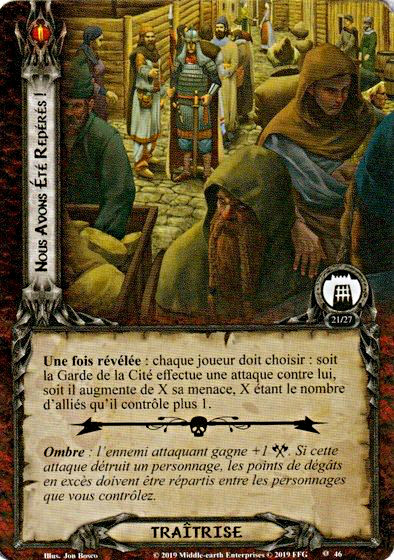 Nous Avons Été Repérés !
21/27
Une fois révélée : chaque joueur doit choisir : soit
la Garde de la Cité effectue une attaque contre lui,
soit il augmente de X sa menace, X étant le nombre
d'alliés qu'il contrôle plus 1.
Ombre : l'ennemi attaquant gagne +1 . Si cette
attaque détruit un personnage, les points de dégâts
en excès doivent être répartis entre les personnages
que vous contrôlez.
TRAÎTRISE
Illus. Jon Bosco © 2019 Middle-earth Enterprises © 2019 FFG 46